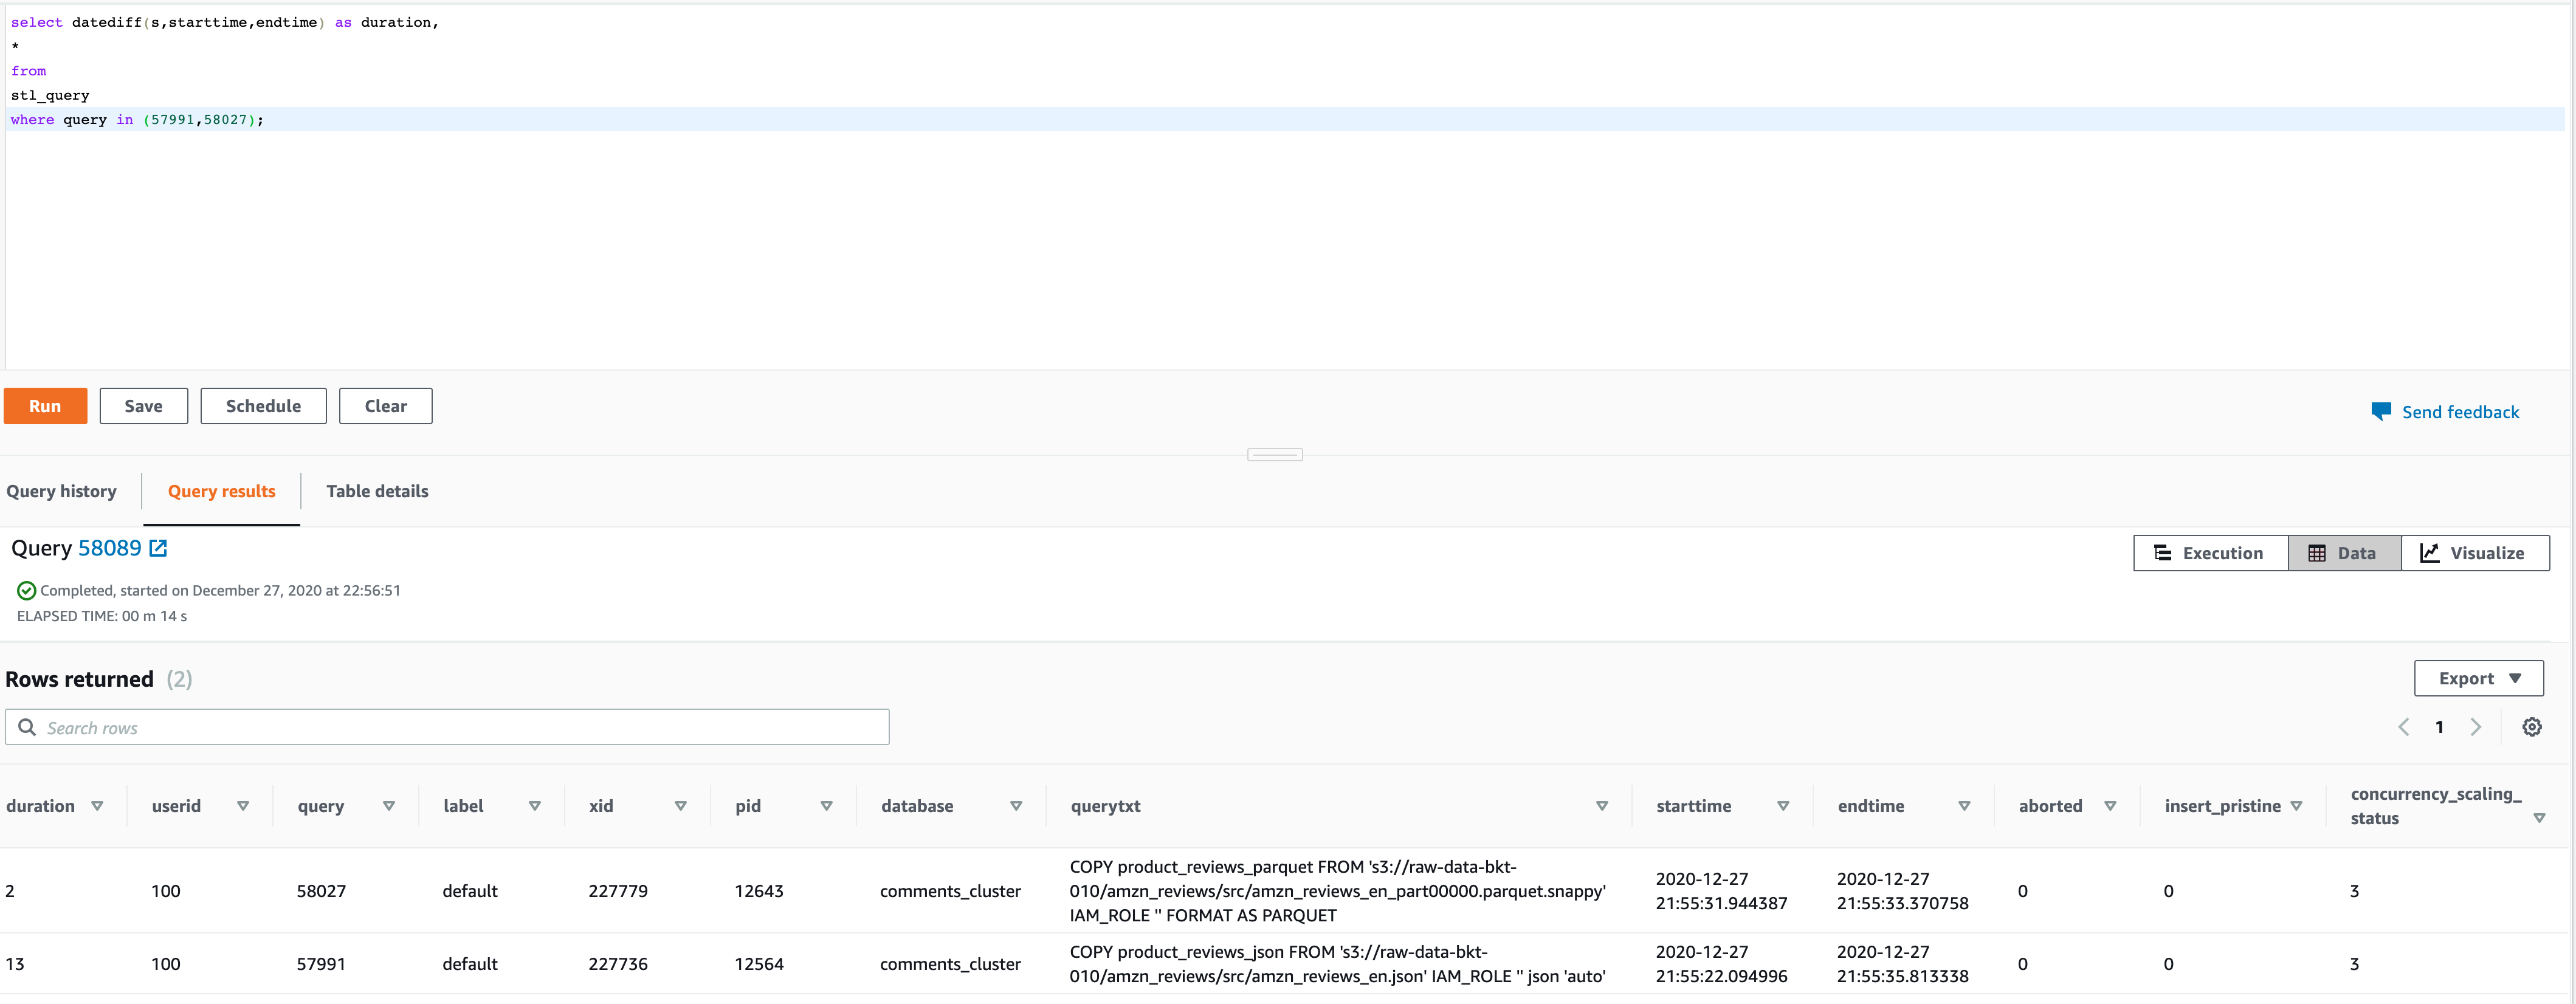 select datediff(s,starttime,endtime) as duration,
*
from
stl_query
where query in (57991,58027);
Run Save Schedule Clear
Send feedback
Query history Query results Table details
Query 58089
Execution Data Visualize
Completed, started on December 27, 2020 at 22:56:51
ELAPSED TIME: 00 m 14 s
Rows returned (2)
Export
Search rows
1
duration userid query label xid pid database querytxt starttime endtime aborted insert_pristine concurrency_scaling_
status
COPY product_reviews_parquet FROM 's3://raw-data-bkt-
2 100 58027 default 227779 12643 comments_cluster 010/amzn_reviews/src/amzn_reviews_en_part00000.parquet.snappy' 2020-12-27 2020-12-27 0 0 3
IAM_ROLE '' FORMAT AS PARQUET 21:55:31.944387 21:55:33.370758
COPY product_reviews_json FROM 's3://raw-data-bkt- 2020-12-27 2020-12-27
13 100 57991 default 227736 12564 comments_cluster 010/amzn_reviews/src/amzn_reviews_en.json' IAM_ROLE '' json 'auto' 21:55:22.094996 21:55:35.813338 0 0 3